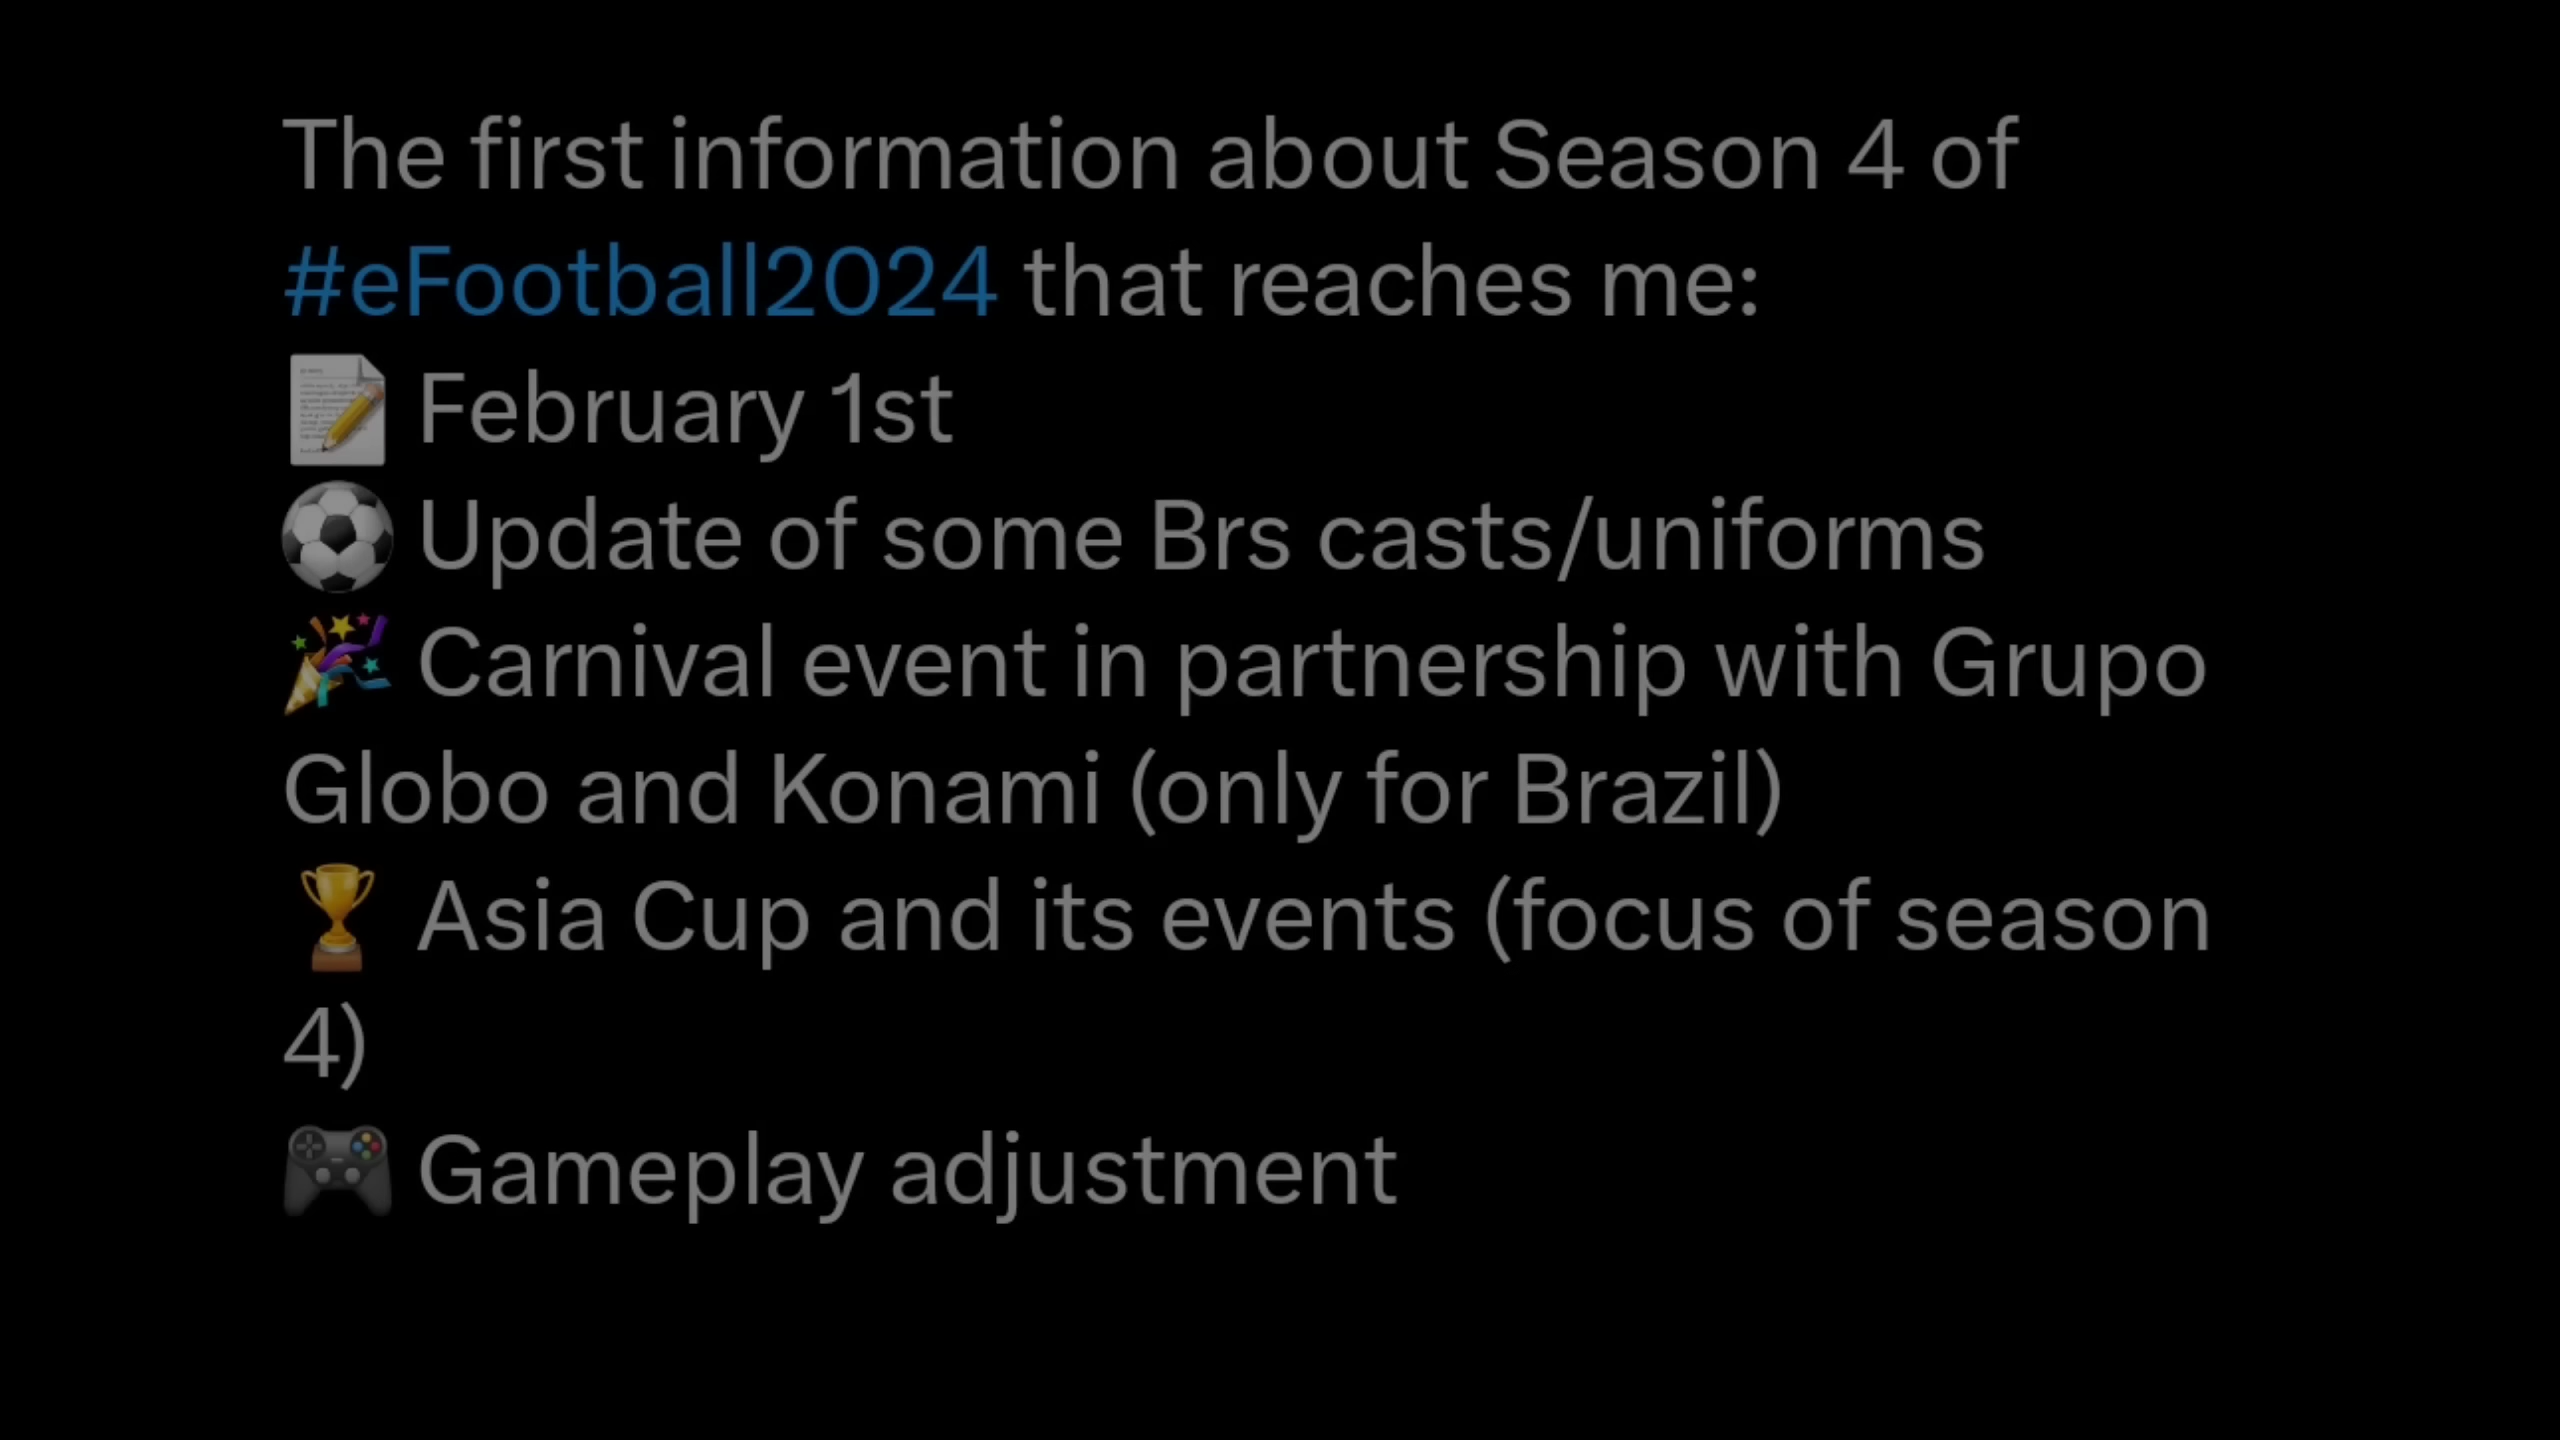 The first information about Season 4 of
#eFootball2024 that reaches me:
📝 February 1st
⚽ Update of some Brs casts/uniforms
🎉 Carnival event in partnership with Grupo
Globo and Konami (only for Brazil)
🏆 Asia Cup and its events (focus of season
4)
🎮 Gameplay adjustment